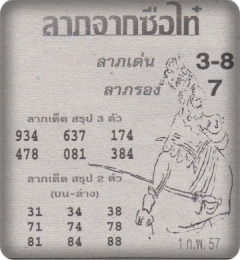 ลาภจากซือไท๋
ลาภเด่น 3-8
ลาภรอง 7
ลาภเด็ด สรุป 3 ตัว
934 637 174
478 081 384
ลาภเด็ด สรุป 2 ตัว
(บน-ล่าง)
31 34 38
71 74 78
81 84 88
1 ก.พ. 57